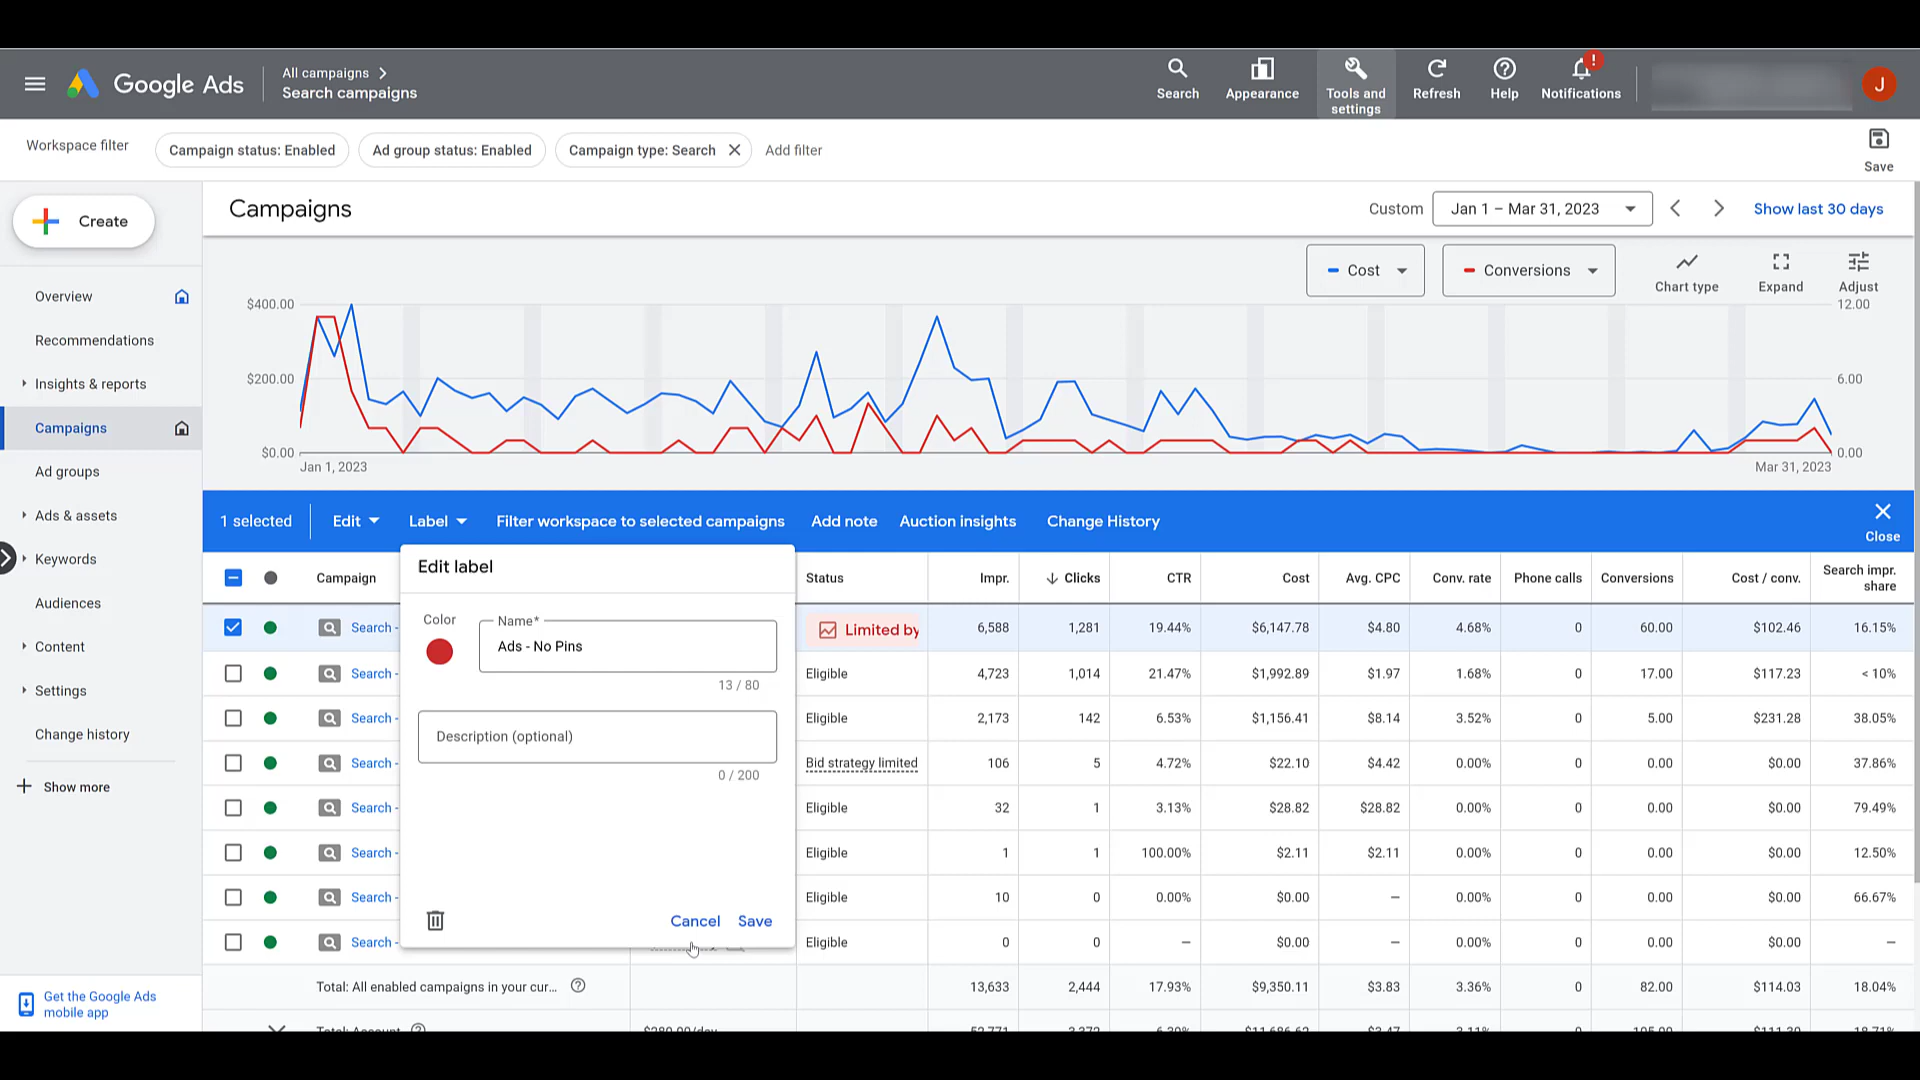 Google Ads
All campaigns
Search campaigns
Search
Appearance
Tools and settings
Refresh
Help
!
Notifications
J
Workspace filter
Campaign status: Enabled
Ad group status: Enabled
Campaign type: Search
Add filter
Save
Create
Overview
Recommendations
Insights & reports
Campaigns
Ad groups
Ads & assets
Keywords
Audiences
Content
Settings
Change history
Show more
Get the Google Ads
mobile app
Campaigns
Custom
Jan 1 – Mar 31, 2023
Show last 30 days
Cost
Conversions
Chart type
Expand
Adjust
$400.00
$200.00
$0.00
12.00
6.00
0.00
Jan 1, 2023
Mar 31, 2023
1 selected
Edit
Label
Filter workspace to selected campaigns
Add note
Auction insights
Change History
Close
Edit label
Color
Name*
Ads - No Pins
13 / 80
Description (optional)
0 / 200
Cancel
Save
Campaign Status Impr. Clicks CTR Cost Avg. CPC Conv. rate Phone calls Conversions Cost / conv. Search impr. share
Search - Limited by 6,588 1,281 19.44% $6,147.78 $4.80 4.68% 0 60.00 $102.46 16.15%
Search - Eligible 4,723 1,014 21.47% $1,992.89 $1.97 1.68% 0 17.00 $117.23 < 10%
Search - Eligible 2,173 142 6.53% $1,156.41 $8.14 3.52% 0 5.00 $231.28 38.05%
Search - Bid strategy limited 106 5 4.72% $22.10 $4.42 0.00% 0 0.00 $0.00 37.86%
Search - Eligible 32 1 3.13% $28.82 $28.82 0.00% 0 0.00 $0.00 79.49%
Search - Eligible 1 1 100.00% $2.11 $2.11 0.00% 0 0.00 $0.00 12.50%
Search - Eligible 10 0 0.00% $0.00 – 0.00% 0 0.00 $0.00 66.67%
Search - Eligible 0 0 – $0.00 – 0.00% 0 0.00 $0.00 –
Total: All enabled campaigns in your cur... 13,633 2,444 17.93% $9,350.11 $3.83 3.36% 0 82.00 $114.03 18.04%
Total: Account